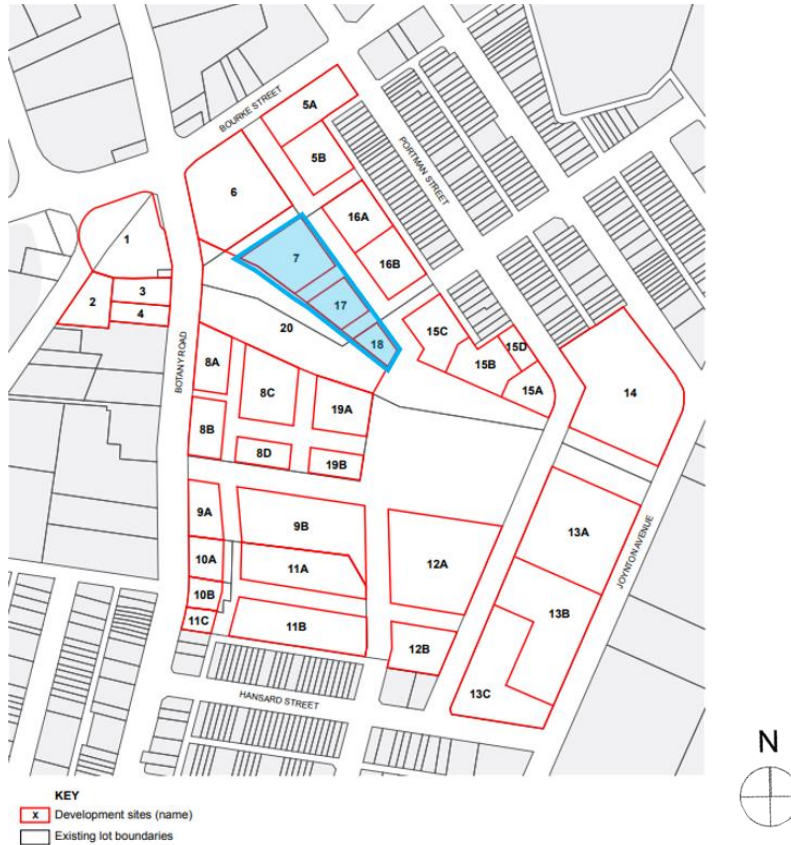 BOURKE STREET
5A
5B
PORTMAN STREET
6
16A
16B
1
7
2
3
4
17
18
20
15C
15D
15B
15A
BOTANY ROAD
8A
8C
19A
14
8B
8D
19B
9A
9B
13A
JOYNTON AVENUE
10A
11A
12A
10B
11C
11B
12B
13B
13C
HANSARD STREET
N
KEY
x Development sites (name)
Existing lot boundaries